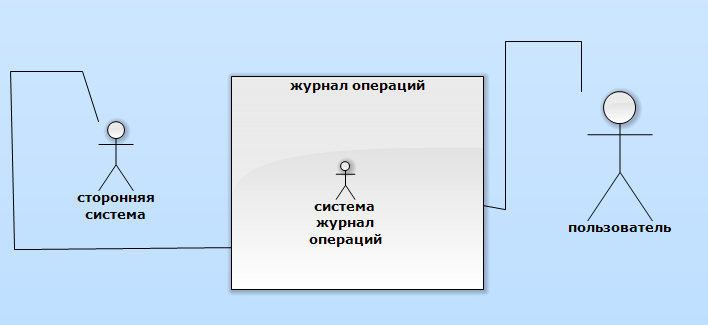 журнал операций
сторонняя
система
система
журнал
операций
пользователь